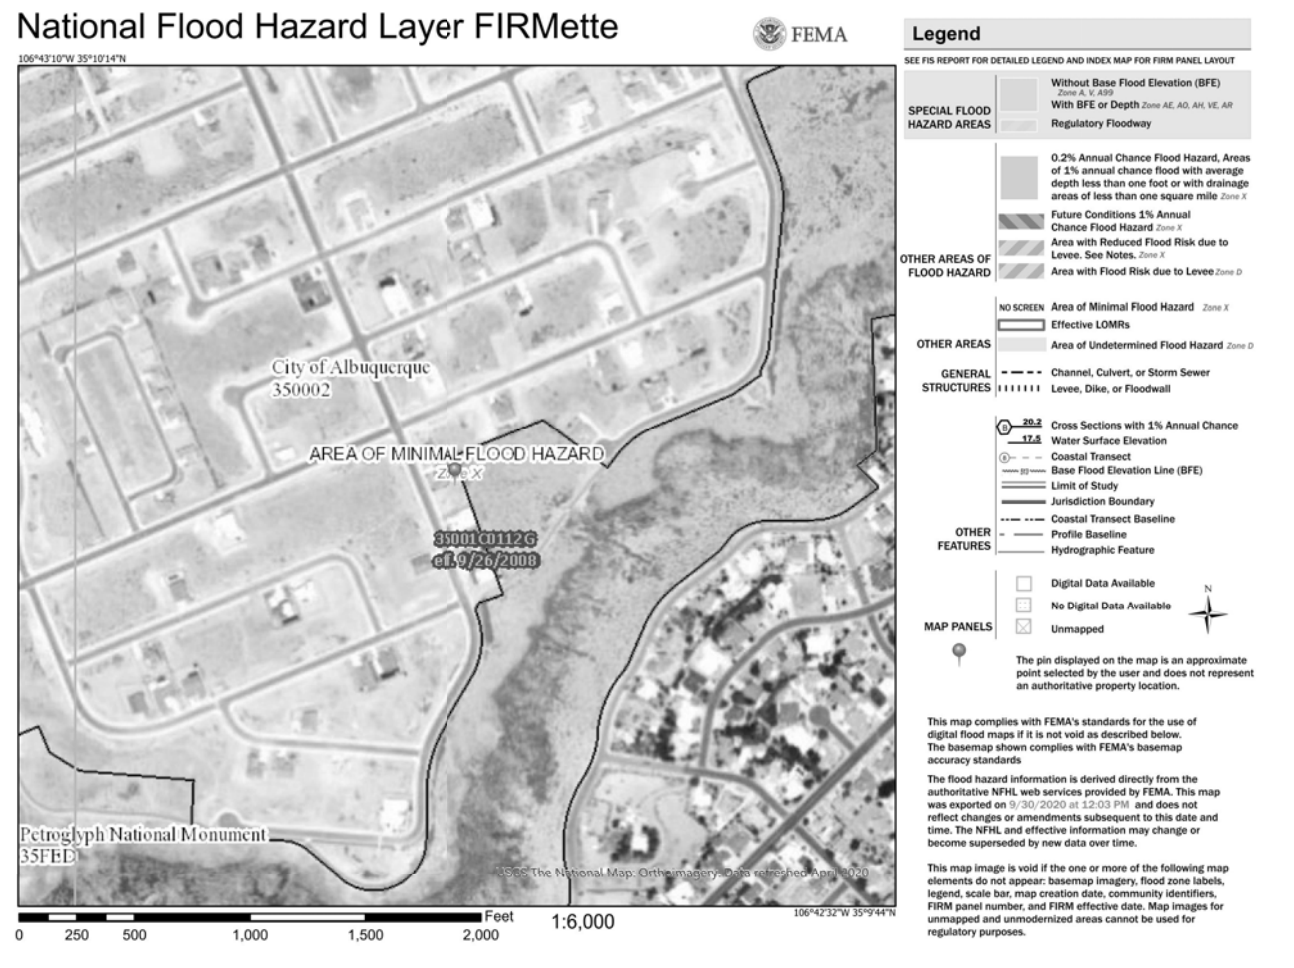 National Flood Hazard Layer FIRMette
FEMA
106°43'10"W 35°10'14"N
City of Albuquerque
350002
AREA OF MINIMAL FLOOD HAZARD
Zone X
35001C0112G
eff. 9/26/2008
Petroglyph National Monument
35FED
USGS The National Map: Orthoimagery. Data refreshed April 2020
106°42'32"W 35°9'44"N
0 250 500 1,000 1,500 2,000
Feet
1:6,000
Legend
SEE FIS REPORT FOR DETAILED LEGEND AND INDEX MAP FOR FIRM PANEL LAYOUT
SPECIAL FLOOD
HAZARD AREAS
Without Base Flood Elevation (BFE)
Zone A, V, A99
With BFE or Depth Zone AE, AO, AH, VE, AR
Regulatory Floodway
0.2% Annual Chance Flood Hazard, Areas
of 1% annual chance flood with average
depth less than one foot or with drainage
areas of less than one square mile Zone X
Future Conditions 1% Annual
Chance Flood Hazard Zone X
Area with Reduced Flood Risk due to
Levee. See Notes. Zone X
Area with Flood Risk due to Levee Zone D
OTHER AREAS OF
FLOOD HAZARD
NO SCREEN Area of Minimal Flood Hazard Zone X
Effective LOMRs
OTHER AREAS
Area of Undetermined Flood Hazard Zone D
GENERAL
STRUCTURES
Channel, Culvert, or Storm Sewer
Levee, Dike, or Floodwall
B 20.2 Cross Sections with 1% Annual Chance
17.5 Water Surface Elevation
8 Coastal Transect
513 Base Flood Elevation Line (BFE)
Limit of Study
Jurisdiction Boundary
Coastal Transect Baseline
OTHER
FEATURES
Profile Baseline
Hydrographic Feature
Digital Data Available
No Digital Data Available
N
MAP PANELS
Unmapped
The pin displayed on the map is an approximate
point selected by the user and does not represent
an authoritative property location.
This map complies with FEMA's standards for the use of
digital flood maps if it is not void as described below.
The basemap shown complies with FEMA's basemap
accuracy standards
The flood hazard information is derived directly from the
authoritative NFHL web services provided by FEMA. This map
was exported on 9/30/2020 at 12:03 PM and does not
reflect changes or amendments subsequent to this date and
time. The NFHL and effective information may change or
become superseded by new data over time.
This map image is void if the one or more of the following map
elements do not appear: basemap imagery, flood zone labels,
legend, scale bar, map creation date, community identifiers,
FIRM panel number, and FIRM effective date. Map images for
unmapped and unmodernized areas cannot be used for
regulatory purposes.